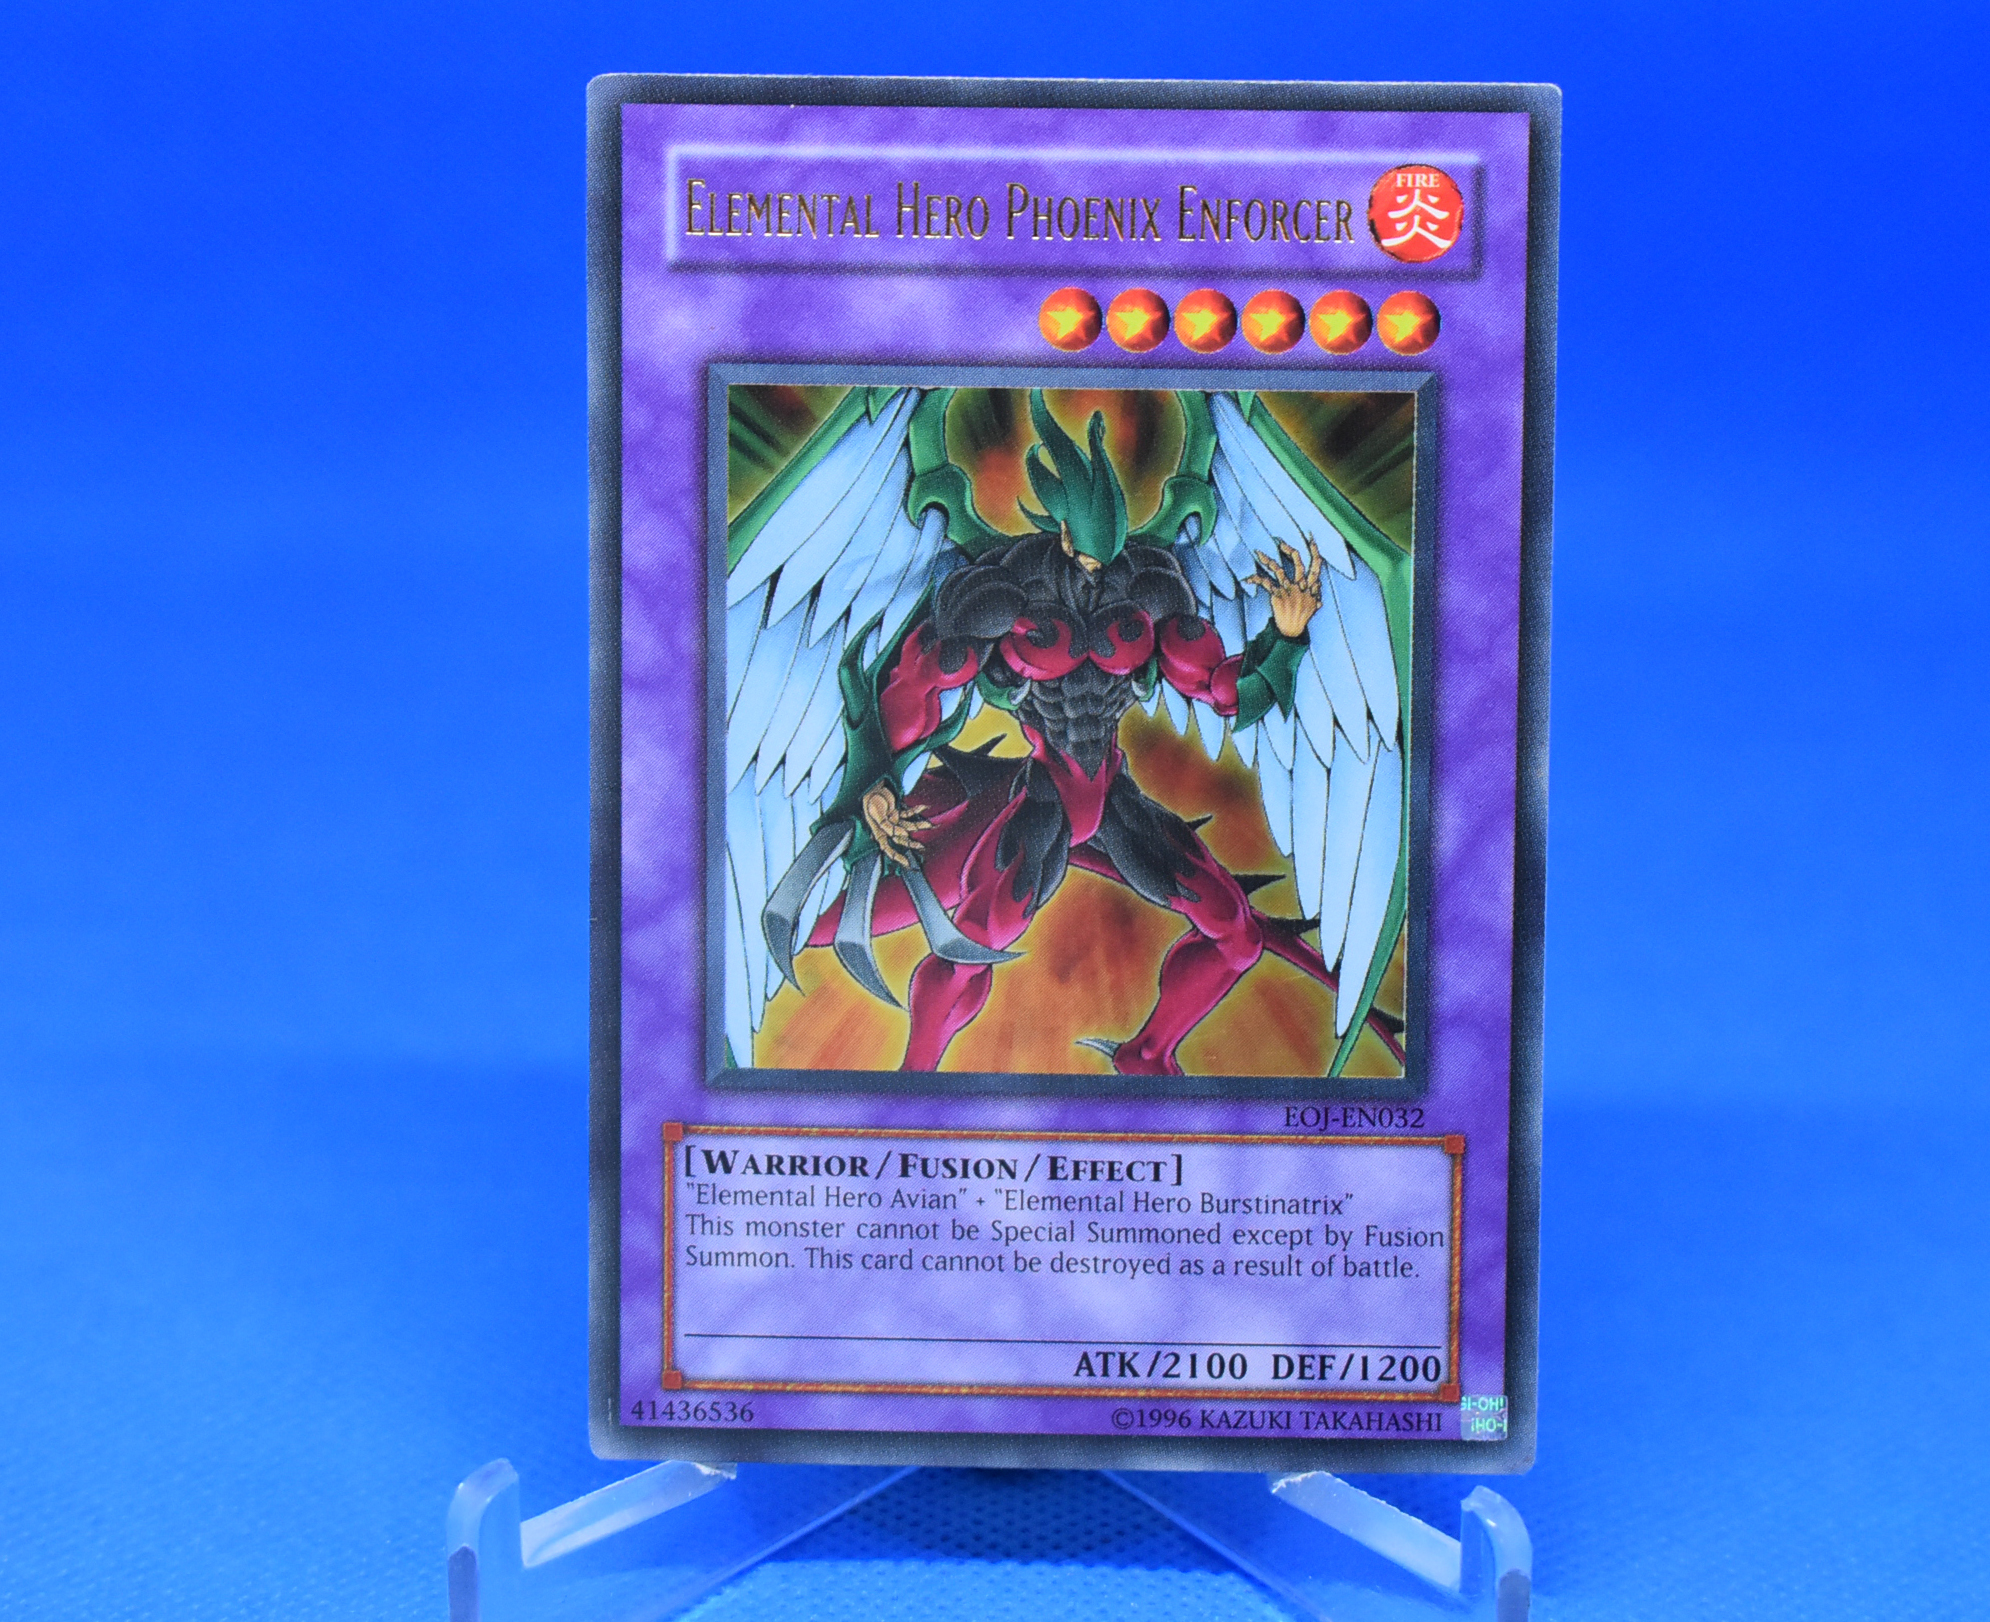 ELEMENTAL HERO PHOENIX ENFORCER
FIRE
炎
EOJ-EN032
[WARRIOR/FUSION/EFFECT]
"Elemental Hero Avian" + "Elemental Hero Burstinatrix"
This monster cannot be Special Summoned except by Fusion
Summon. This card cannot be destroyed as a result of battle.
ATK/2100 DEF/1200
41436536
©1996 KAZUKI TAKAHASHI
GI-OH!